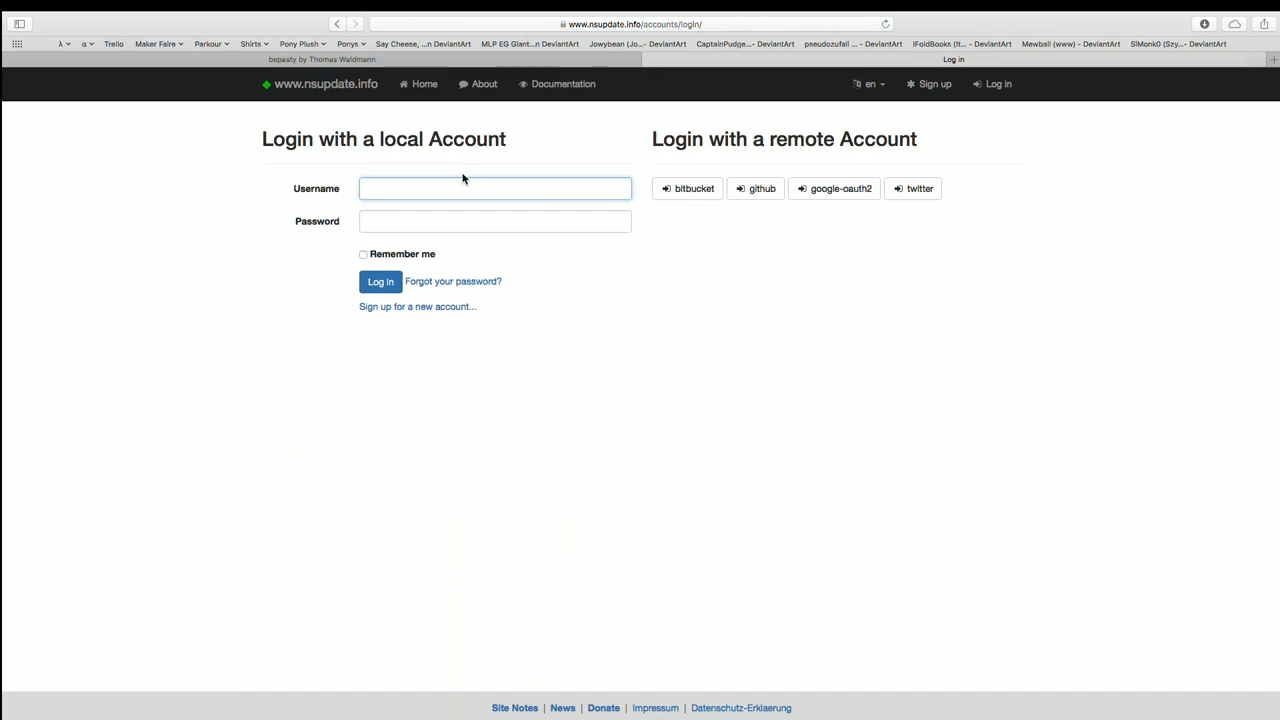 www.nsupdate.info/accounts/login/
λ α Trello Maker Faire Parkour Shirts Pony Plush Ponys Say Cheese, ...n DeviantArt MLP EG Giant...n DeviantArt Jowybean (Jo...- DeviantArt CaptainPudge...- DeviantArt pseudozufall ... - DeviantArt IFoldBooks (It... - DeviantArt Mewball (www) - DeviantArt SiMonk0 (Szy...- DeviantArt
bepasty by Thomas Waldmann Log in
www.nsupdate.info Home About Documentation en Sign up Log in
Login with a local Account
Username
Password
Remember me
Log in Forgot your password?
Sign up for a new account...
Login with a remote Account
bitbucket github google-oauth2 twitter
Site Notes | News | Donate | Impressum | Datenschutz-Erklaerung